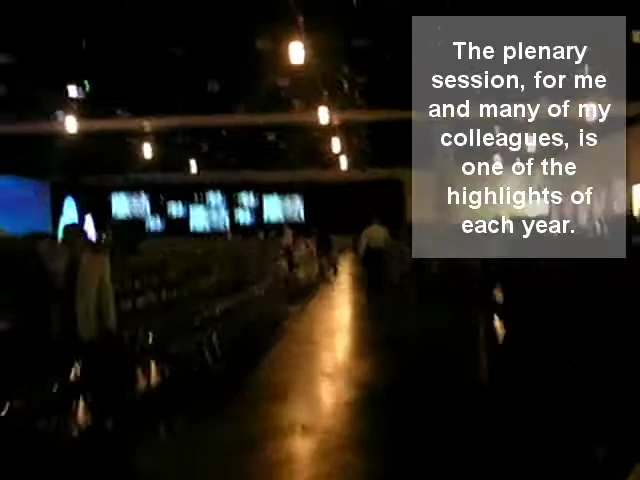 The plenary
session, for me
and many of my
colleagues, is
one of the
highlights of
each year.